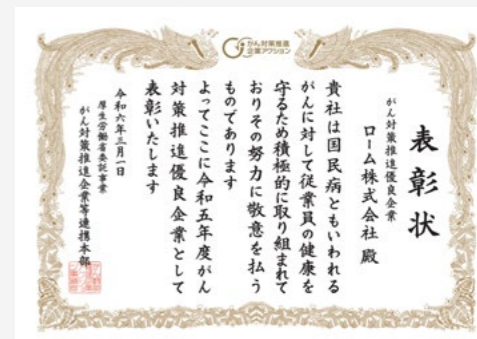 がん対策推進
企業アクション
表彰状
がん対策推進優良企業
ローム株式会社 殿
貴社は国民病ともいわれる
がんに対して従業員の健康を
守るため積極的に取り組まれて
おりその努力に敬意を払う
ものであります
よってここに令和五年度がん
対策推進優良企業として
表彰いたします
令和六年三月一日
厚生労働省委託事業
がん対策推進企業等連携本部